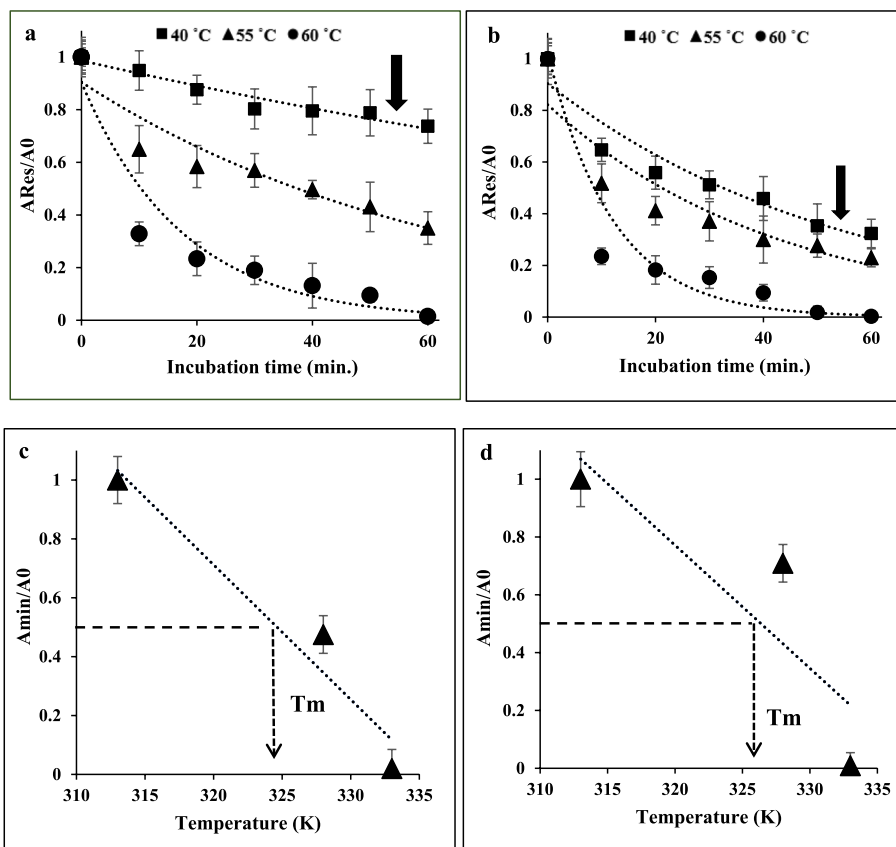 a
■ 40 ˚C ▲ 55 ˚C ● 60 ˚C
ARes/A0
1
0.8
0.6
0.4
0.2
0
0 20 40 60
Incubation time (min.)
b
■ 40 ˚C ▲ 55 ˚C ● 60 ˚C
ARes/A0
1
0.8
0.6
0.4
0.2
0
0 20 40 60
Incubation time (min.)
c
Amin/A0
1
0.8
0.6
0.4
0.2
0
Tm
310 315 320 325 330 335
Temperature (K)
d
Amin/A0
1
0.8
0.6
0.4
0.2
0
Tm
310 315 320 325 330 335
Temperature (K)